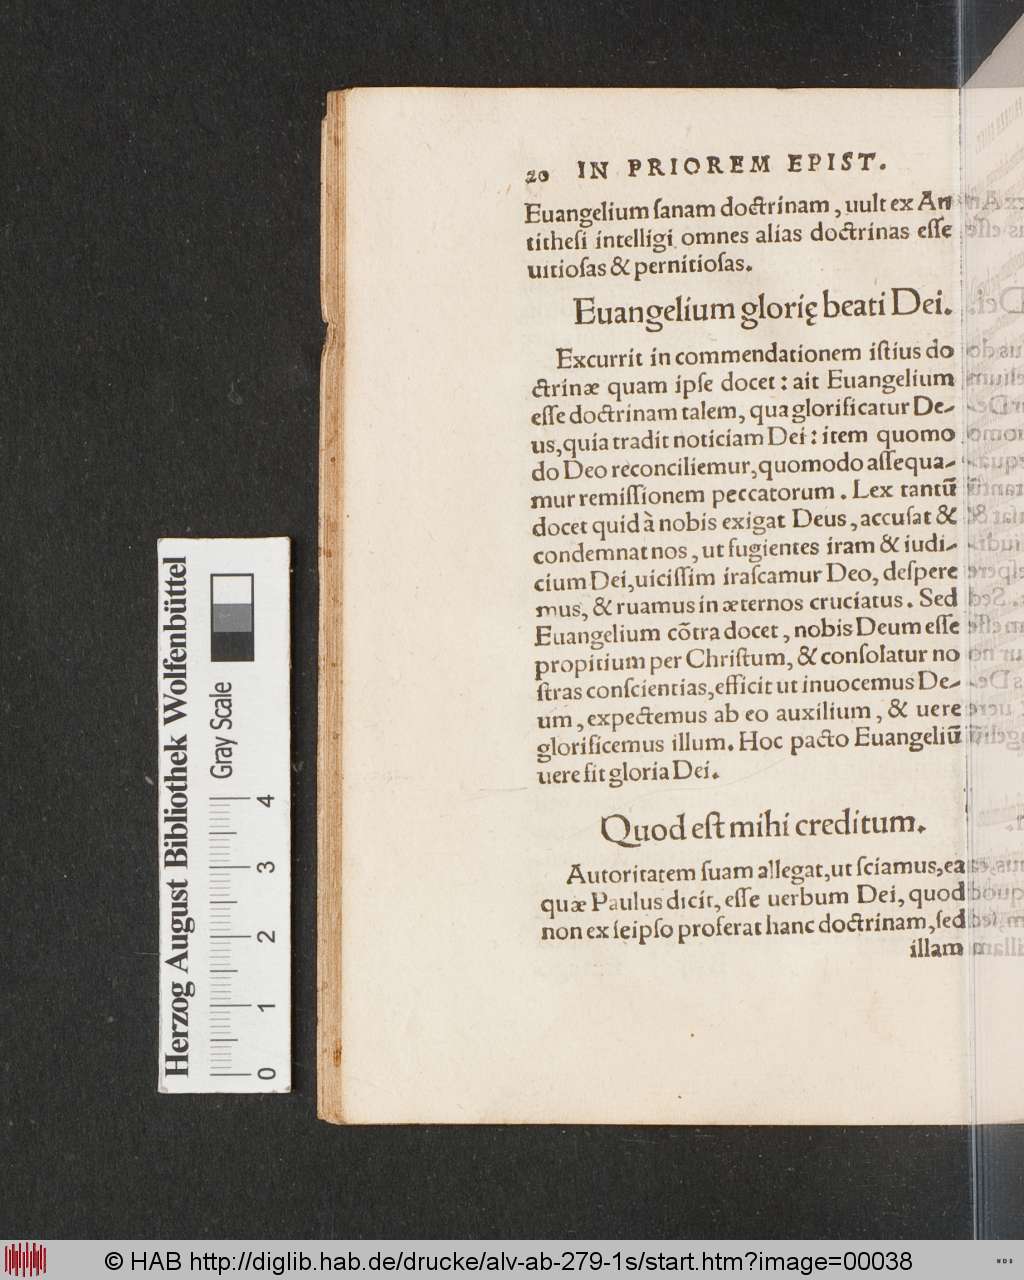 20 IN PRIOREM EPIST.
Euangelium ſanam doctrinam, uult ex An
titheſi intelligi omnes alias doctrinas eſſe
uitioſas & pernitioſas.
Euangelium glorię beati Dei.
Excurrit in commendationem iſtius do
ctrinæ quam ipſe docet: ait Euangelium
eſſe doctrinam talem, qua glorificatur De-
us, quia tradit noticiam Dei: item quomo
do Deo reconciliemur, quomodo aſſequa-
mur remiſſionem peccatorum. Lex tantū
docet quid à nobis exigat Deus, accuſat &
condemnat nos, ut fugientes iram & iudi-
cium Dei, uiciſſim iraſcamur Deo, deſpere
mus, & ruamus in æternos cruciatus. Sed
Euangelium cōtra docet, nobis Deum eſſe
propitium per Chriſtum, & conſolatur no
ſtras conſcientias, efficit ut inuocemus De-
um, expectemus ab eo auxilium, & uere
glorificemus illum. Hoc pacto Euangeliū
uere fit gloria Dei.
Quod eſt mihi creditum.
Autoritatem ſuam allegat, ut ſciamus, ea
quæ Paulus dicit, eſſe uerbum Dei, quod
non ex ſeipſo proferat hanc doctrinam, ſed
illam
Herzog August Bibliothek Wolfenbüttel
Gray Scale
0 1 2 3 4
© HAB http://diglib.hab.de/drucke/alv-ab-279-1s/start.htm?image=00038